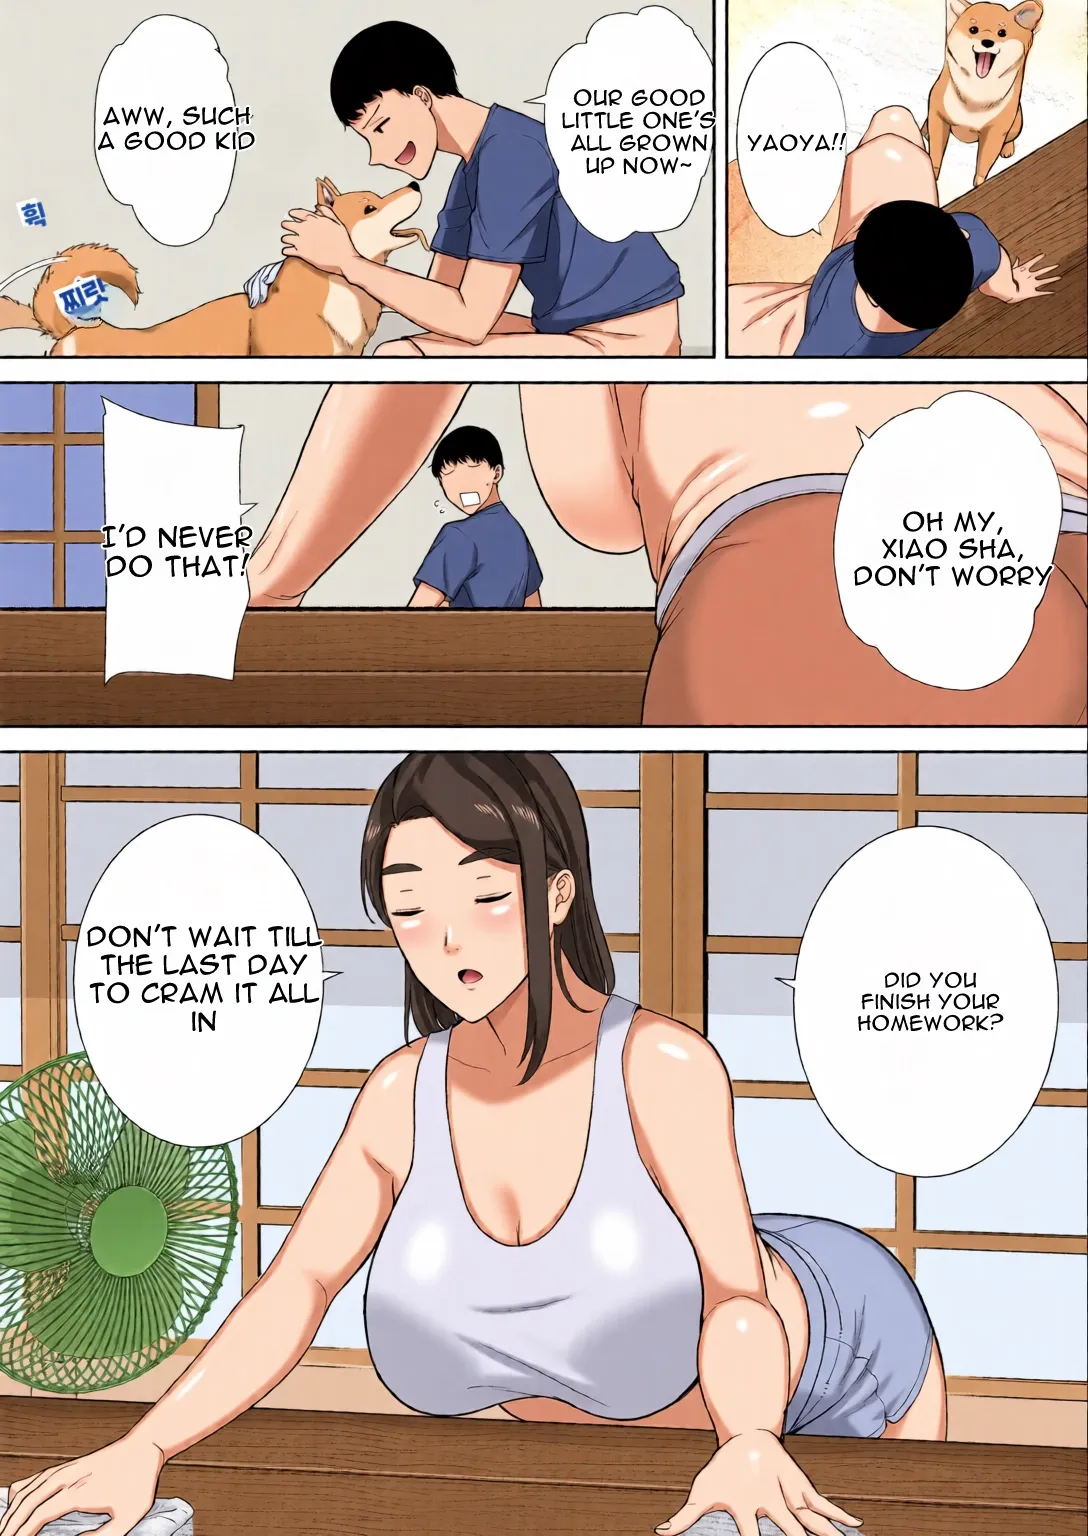 AWW, SUCH
A GOOD KID
OUR GOOD
LITTLE ONE'S
ALL GROWN
UP NOW~
YAOYA!!
휙
찌릿
I'D NEVER
DO THAT!
OH MY,
XIAO SHA,
DON'T WORRY
DON'T WAIT TILL
THE LAST DAY
TO CRAM IT ALL
IN
DID YOU
FINISH YOUR
HOMEWORK?